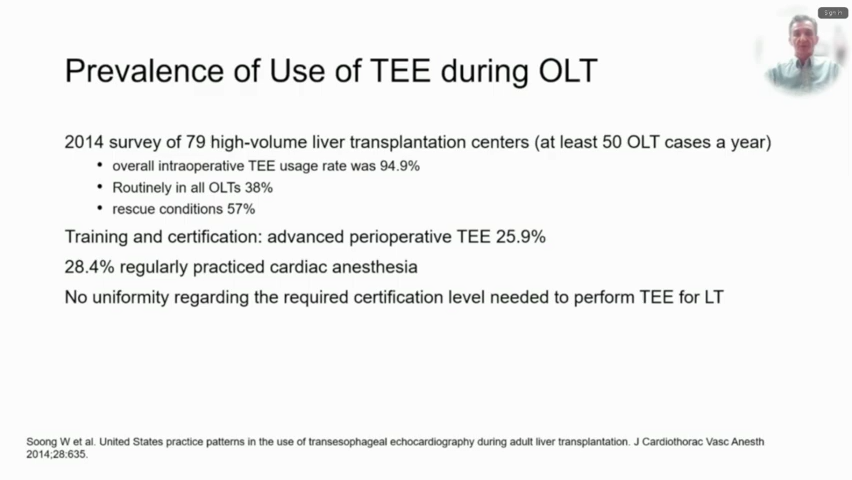 Sign in
Prevalence of Use of TEE during OLT
2014 survey of 79 high-volume liver transplantation centers (at least 50 OLT cases a year)
• overall intraoperative TEE usage rate was 94.9%
• Routinely in all OLTs 38%
• rescue conditions 57%
Training and certification: advanced perioperative TEE 25.9%
28.4% regularly practiced cardiac anesthesia
No uniformity regarding the required certification level needed to perform TEE for LT
Soong W et al. United States practice patterns in the use of transesophageal echocardiography during adult liver transplantation. J Cardiothorac Vasc Anesth
2014;28:635.